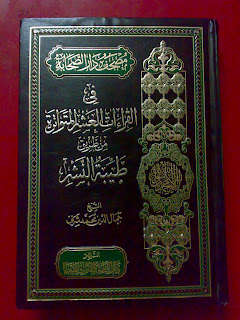 مصحف دار الصحابة
في
القراءات العشر المتواترة
من طريق
طيبة النشر
الشيخ
جمال الدين محمد شرف